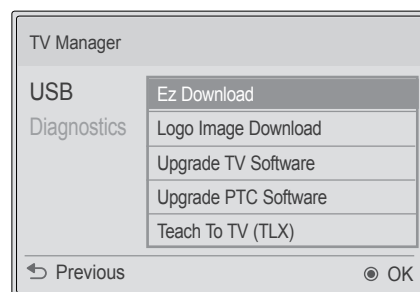 TV Manager
USB
Diagnostics
Ez Download
Logo Image Download
Upgrade TV Software
Upgrade PTC Software
Teach To TV (TLX)
Previous
OK